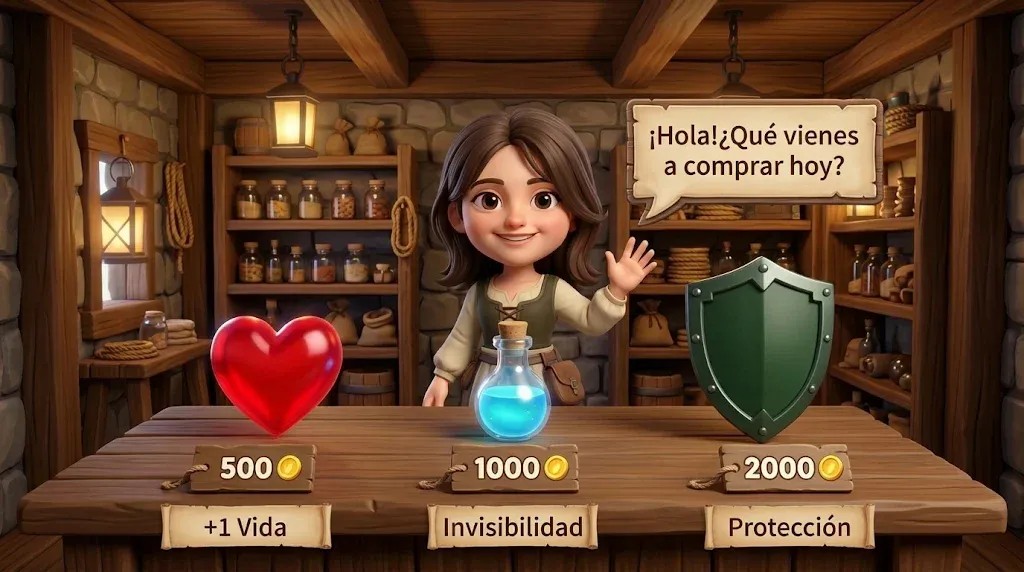 ¡Hola!¿Qué vienes
a comprar hoy?
500
1000
2000
+1 Vida
Invisibilidad
Protección